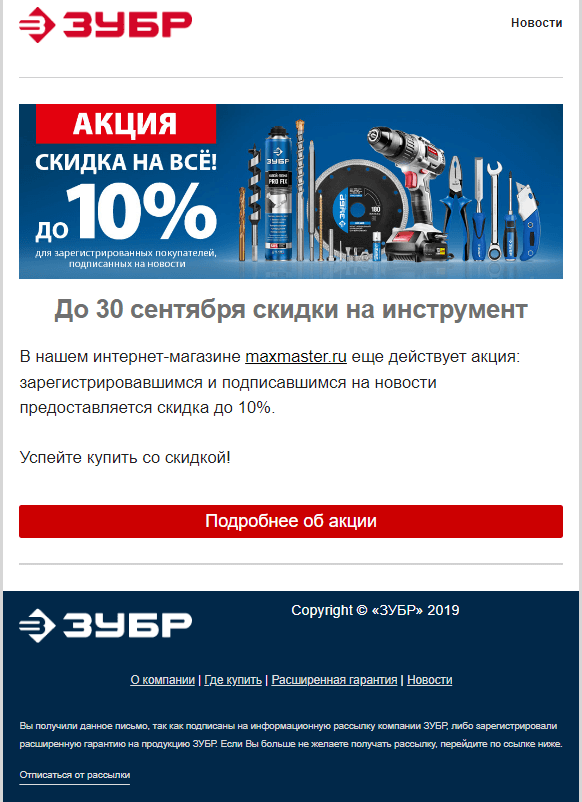 ЗУБР
Новости
АКЦИЯ
СКИДКА НА ВСЁ!
до 10%
для зарегистрированных покупателей,
подписанных на новости
ЗУБР
PRO FIX
ЗУБР
180
До 30 сентября скидки на инструмент
В нашем интернет-магазине maxmaster.ru еще действует акция:
зарегистрировавшимся и подписавшимся на новости
предоставляется скидка до 10%.
Успейте купить со скидкой!
Подробнее об акции
ЗУБР
Copyright © «ЗУБР» 2019
О компании | Где купить | Расширенная гарантия | Новости
Вы получили данное письмо, так как подписаны на информационную рассылку компании ЗУБР, либо зарегистрировали
расширенную гарантию на продукцию ЗУБР. Если Вы больше не желаете получать рассылку, перейдите по ссылке ниже.
Отписаться от рассылки